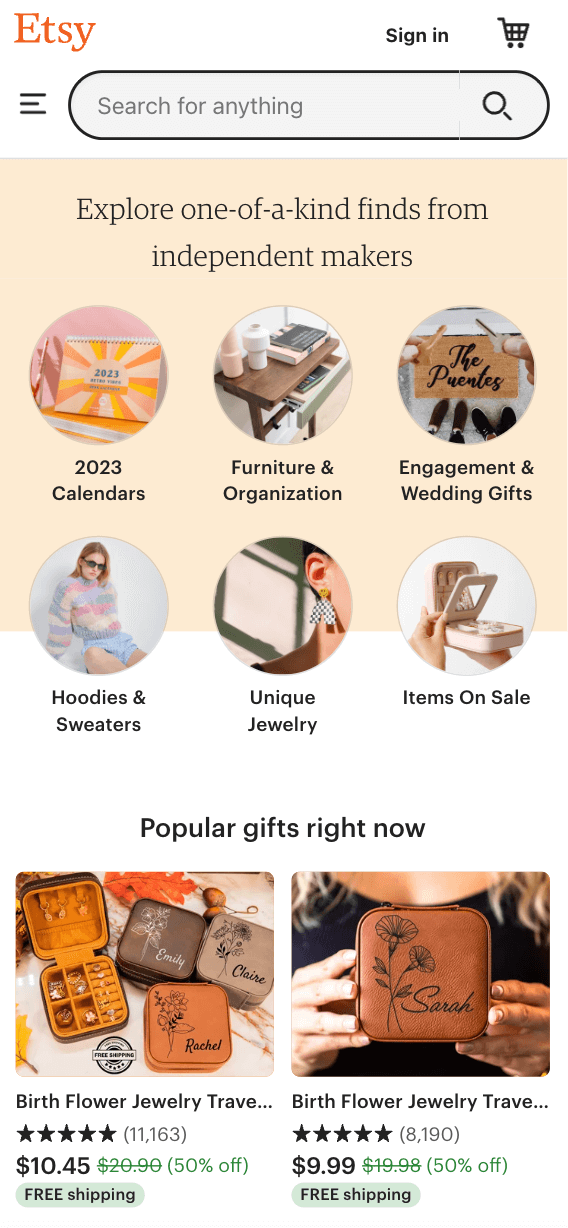 Etsy
Sign in
Search for anything
Explore one-of-a-kind finds from
independent makers
2023
The
Puentes
2023
Calendars
Furniture &
Organization
Engagement &
Wedding Gifts
Hoodies &
Sweaters
Unique
Jewelry
Items On Sale
Popular gifts right now
Emily
Claire
Rachel
FREE SHIPPING
Sarah
Birth Flower Jewelry Trave...
(11,163)
$10.45 $20.90 (50% off)
FREE shipping
Birth Flower Jewelry Trave...
(8,190)
$9.99 $19.98 (50% off)
FREE shipping